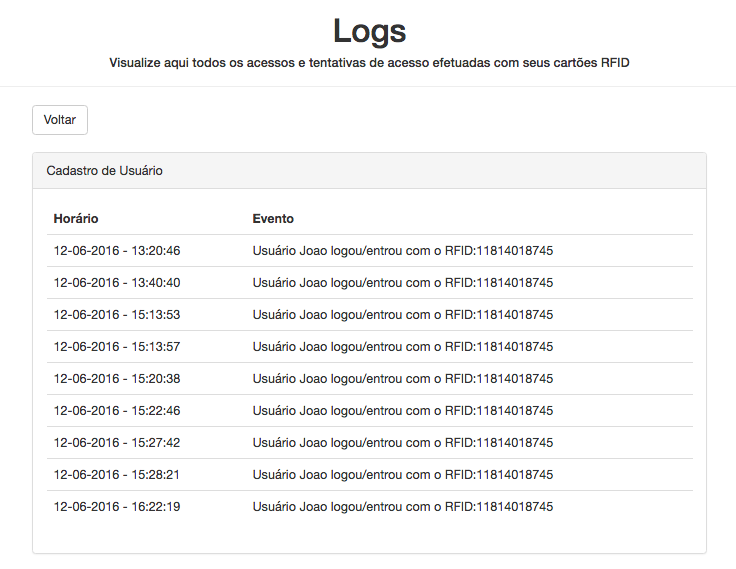 Logs
Visualize aqui todos os acessos e tentativas de acesso efetuadas com seus cartões RFID
Voltar
Cadastro de Usuário
Horário Evento
12-06-2016 - 13:20:46 Usuário Joao logou/entrou com o RFID:11814018745
12-06-2016 - 13:40:40 Usuário Joao logou/entrou com o RFID:11814018745
12-06-2016 - 15:13:53 Usuário Joao logou/entrou com o RFID:11814018745
12-06-2016 - 15:13:57 Usuário Joao logou/entrou com o RFID:11814018745
12-06-2016 - 15:20:38 Usuário Joao logou/entrou com o RFID:11814018745
12-06-2016 - 15:22:46 Usuário Joao logou/entrou com o RFID:11814018745
12-06-2016 - 15:27:42 Usuário Joao logou/entrou com o RFID:11814018745
12-06-2016 - 15:28:21 Usuário Joao logou/entrou com o RFID:11814018745
12-06-2016 - 16:22:19 Usuário Joao logou/entrou com o RFID:11814018745